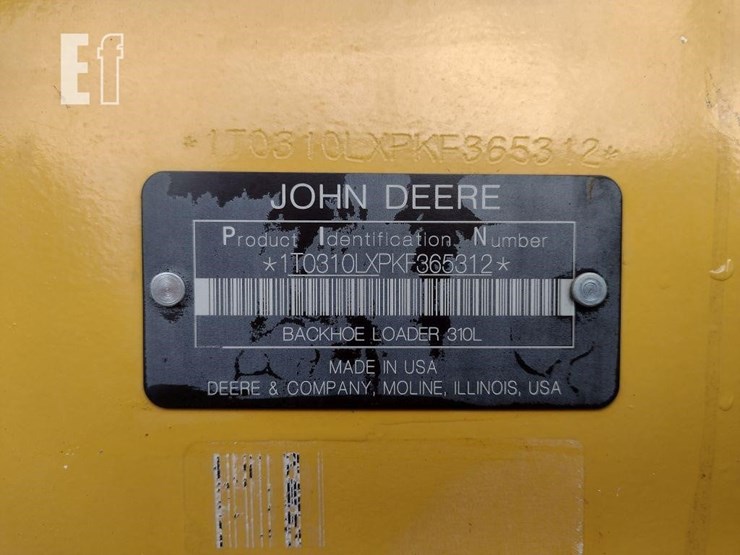 Ef
*1T0310LXPKF365312*
JOHN DEERE
Product Identification Number
*1T0310LXPKF365312*
BACKHOE LOADER 310L
MADE IN USA
DEERE & COMPANY, MOLINE, ILLINOIS, USA